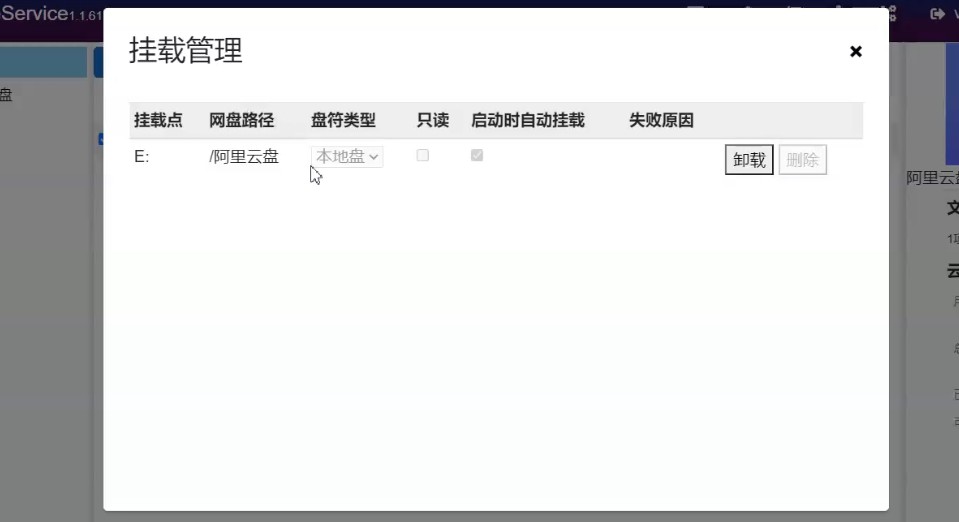 Service1.1.61
挂载管理
盘
挂载点 网盘路径 盘符类型 只读 启动时自动挂载 失败原因
E: /阿里云盘 本地盘 卸载 删除
阿里云
1